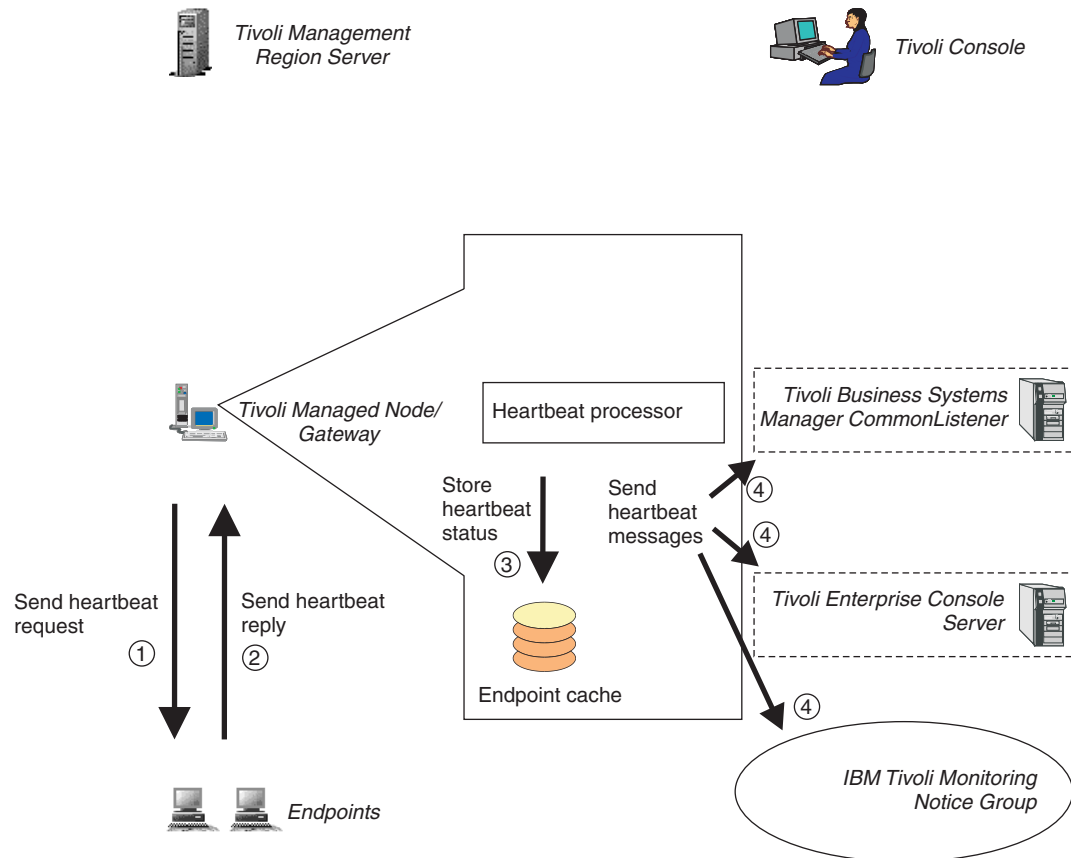 Tivoli Management
Region Server
Tivoli Console
Tivoli Managed Node/
Gateway
Heartbeat processor
Tivoli Business Systems
Manager CommonListener
Store
heartbeat
status
3
Send
heartbeat
messages
4
4
Send heartbeat
request
1
Send heartbeat
reply
2
Tivoli Enterprise Console
Server
Endpoint cache
4
Endpoints
IBM Tivoli Monitoring
Notice Group